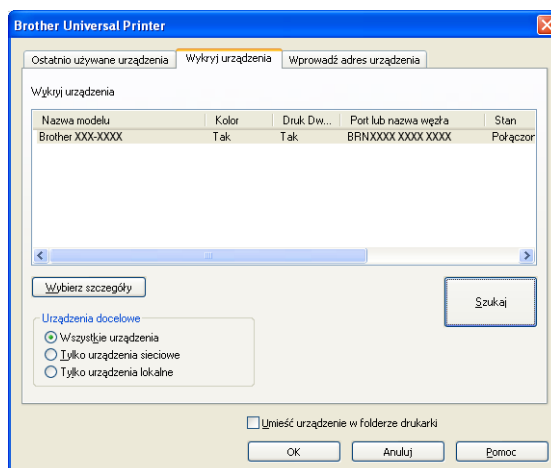 Brother Universal Printer
Ostatnio używane urządzenia Wykryj urządzenia Wprowadź adres urządzenia
Wykryj urządzenia
Nazwa modelu Kolor Druk Dw... Port lub nazwa węzła Stan
Brother XXX-XXXX Tak Tak BRNXXXX XXXX XXXX Połączor
Wybierz szczegóły
Szukaj
Urządzenia docelowe
Wszystkie urządzenia
Tylko urządzenia sieciowe
Tylko urządzenia lokalne
Umieść urządzenie w folderze drukarki
OK Anuluj Pomoc